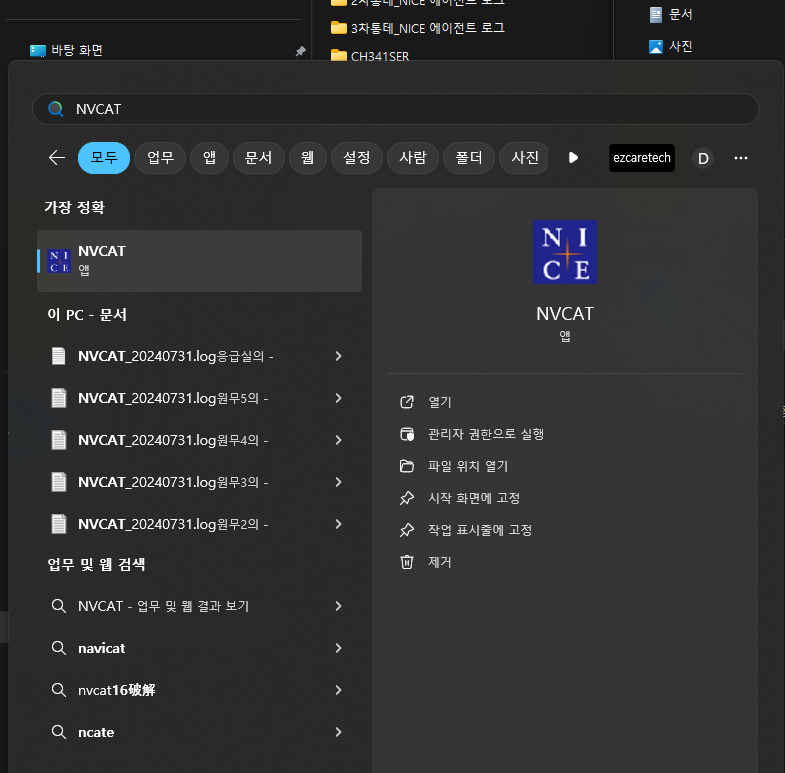 2차통테_NICE 에이전트 로그
3차통테_NICE 에이전트 로그
CH341SER
바탕 화면
문서
사진
NVCAT
모두
업무
앱
문서
웹
설정
사람
폴더
사진
ezcaretech
D
가장 정확
NICE
NVCAT
앱
이 PC - 문서
NVCAT_20240731.log응급실의 -
NVCAT_20240731.log원무5의 -
NVCAT_20240731.log원무4의 -
NVCAT_20240731.log원무3의 -
NVCAT_20240731.log원무2의 -
업무 및 웹 검색
NVCAT - 업무 및 웹 결과 보기
navicat
nvcat16破解
ncate
N I
C E
NVCAT
앱
열기
관리자 권한으로 실행
파일 위치 열기
시작 화면에 고정
작업 표시줄에 고정
제거